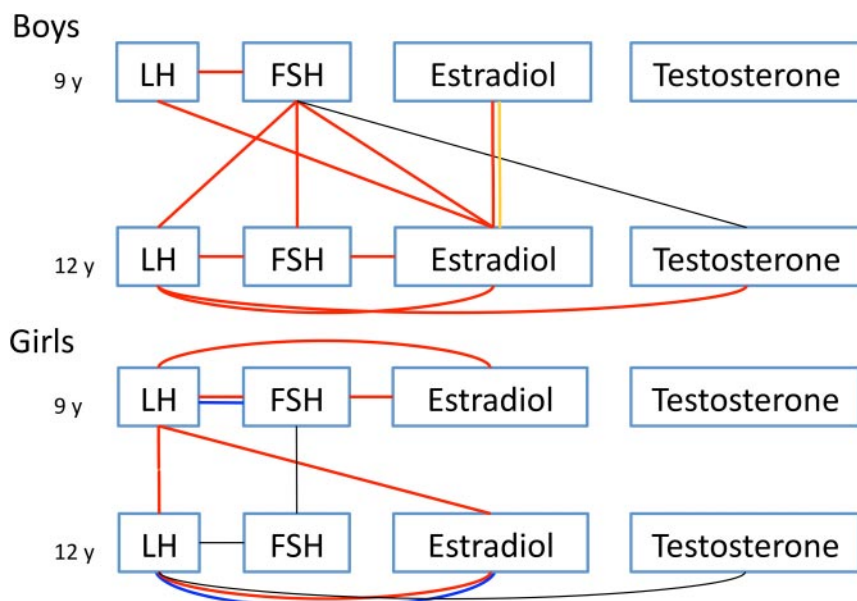 Boys
9 y LH FSH Estradiol Testosterone
12 y LH FSH Estradiol Testosterone
Girls
9 y LH FSH Estradiol Testosterone
12 y LH FSH Estradiol Testosterone